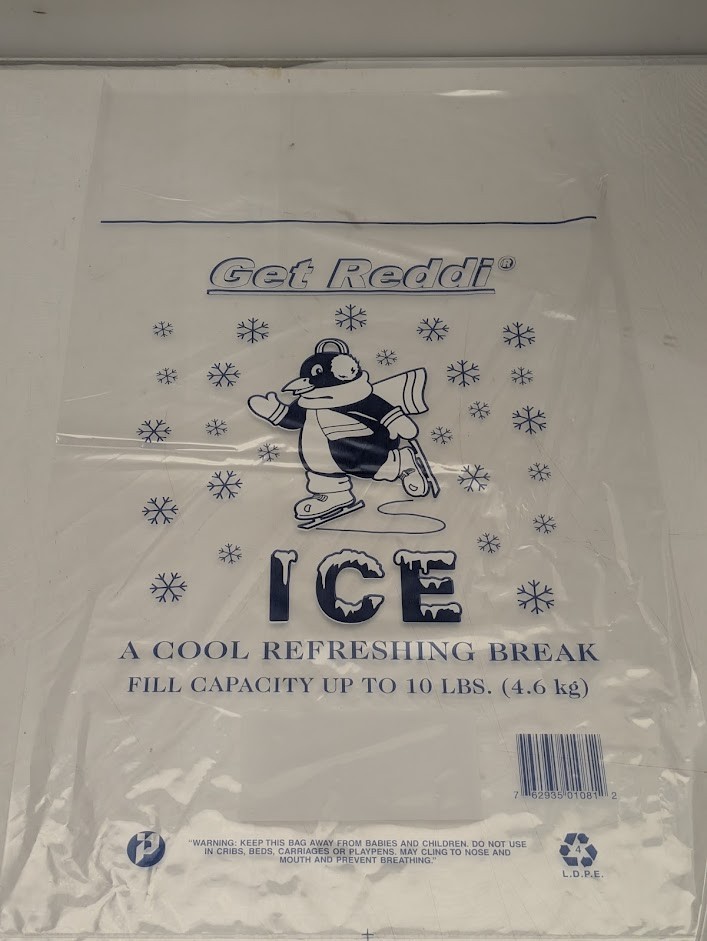 Get Reddi®
ICE
A COOL REFRESHING BREAK
FILL CAPACITY UP TO 10 LBS. (4.6 kg)
7 62935 01081 2
"WARNING: KEEP THIS BAG AWAY FROM BABIES AND CHILDREN. DO NOT USE
IN CRIBS, BEDS, CARRIAGES OR PLAYPENS. MAY CLING TO NOSE AND
MOUTH AND PREVENT BREATHING."
4
L.D.P.E.